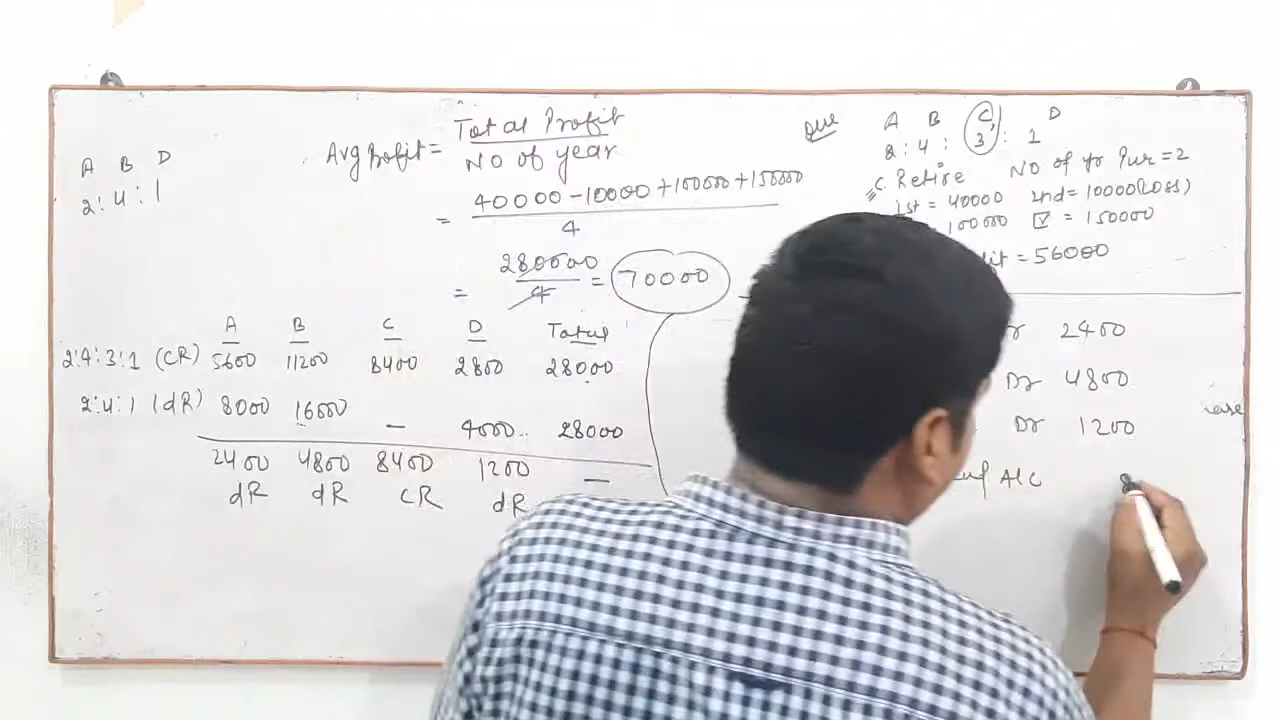 A B D
2: 4 : 1
Avg Profit = Total Profit / NO of year
= 40000 - 10000 + 100000 + 150000 / 4
= 280000 / 4 = 70000
A B C D Total
2:4:3:1 (CR) 5600 11200 8400 2800 28000
2:4:1 (dR) 8000 16000 — 4000 28000
2400 4800 8400 1200 —
dR dR CR dR
Que
A B C D
2: 4 : 3 : 1
C. Retire NO of yr Pur = 2
1st = 40000 2nd = 10000 (Loss)
= 100000 IV = 150000
= 56000
2400
Dr 4800
Dr 1200
A/C 8